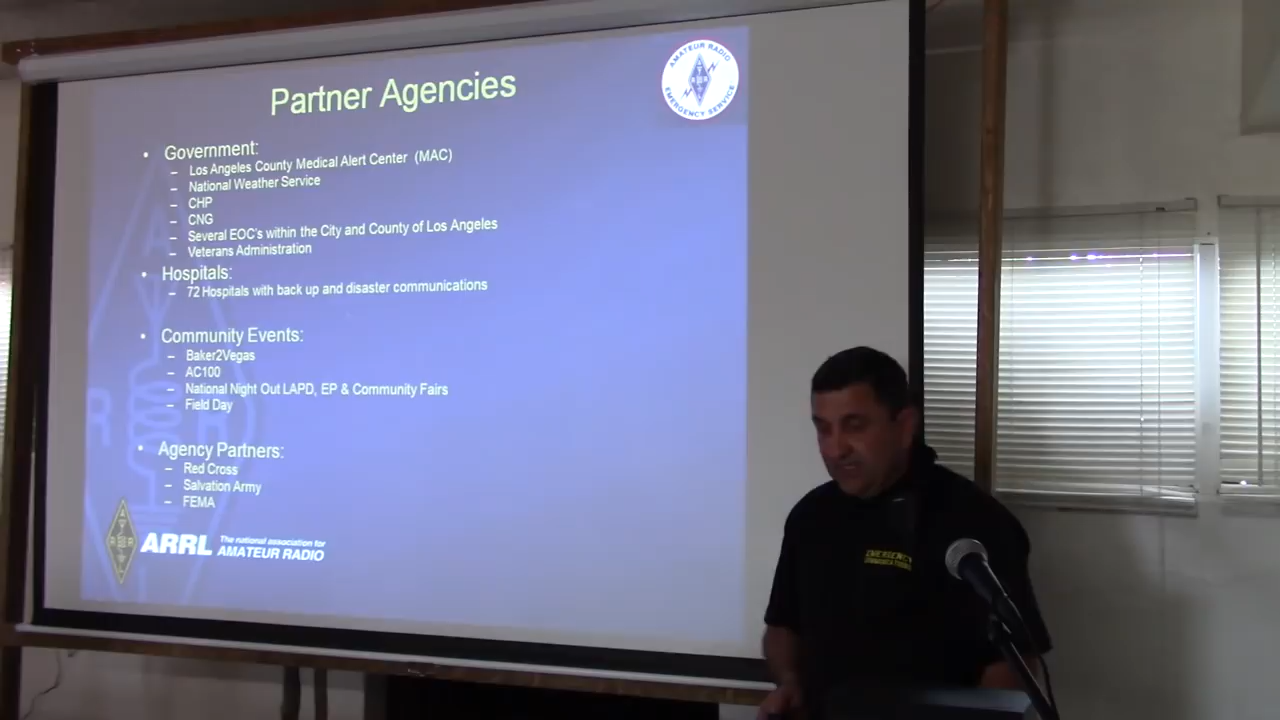 Partner Agencies
AMATEUR RADIO
EMERGENCY SERVICE
• Government:
– Los Angeles County Medical Alert Center (MAC)
– National Weather Service
– CHP
– CNG
– Several EOC's within the City and County of Los Angeles
– Veterans Administration
• Hospitals:
– 72 Hospitals with back up and disaster communications
• Community Events:
– Baker2Vegas
– AC100
– National Night Out LAPD, EP & Community Fairs
– Field Day
• Agency Partners:
– Red Cross
– Salvation Army
– FEMA
ARRL The national association for
AMATEUR RADIO
EMERGENCY
COMMUNICATIONS